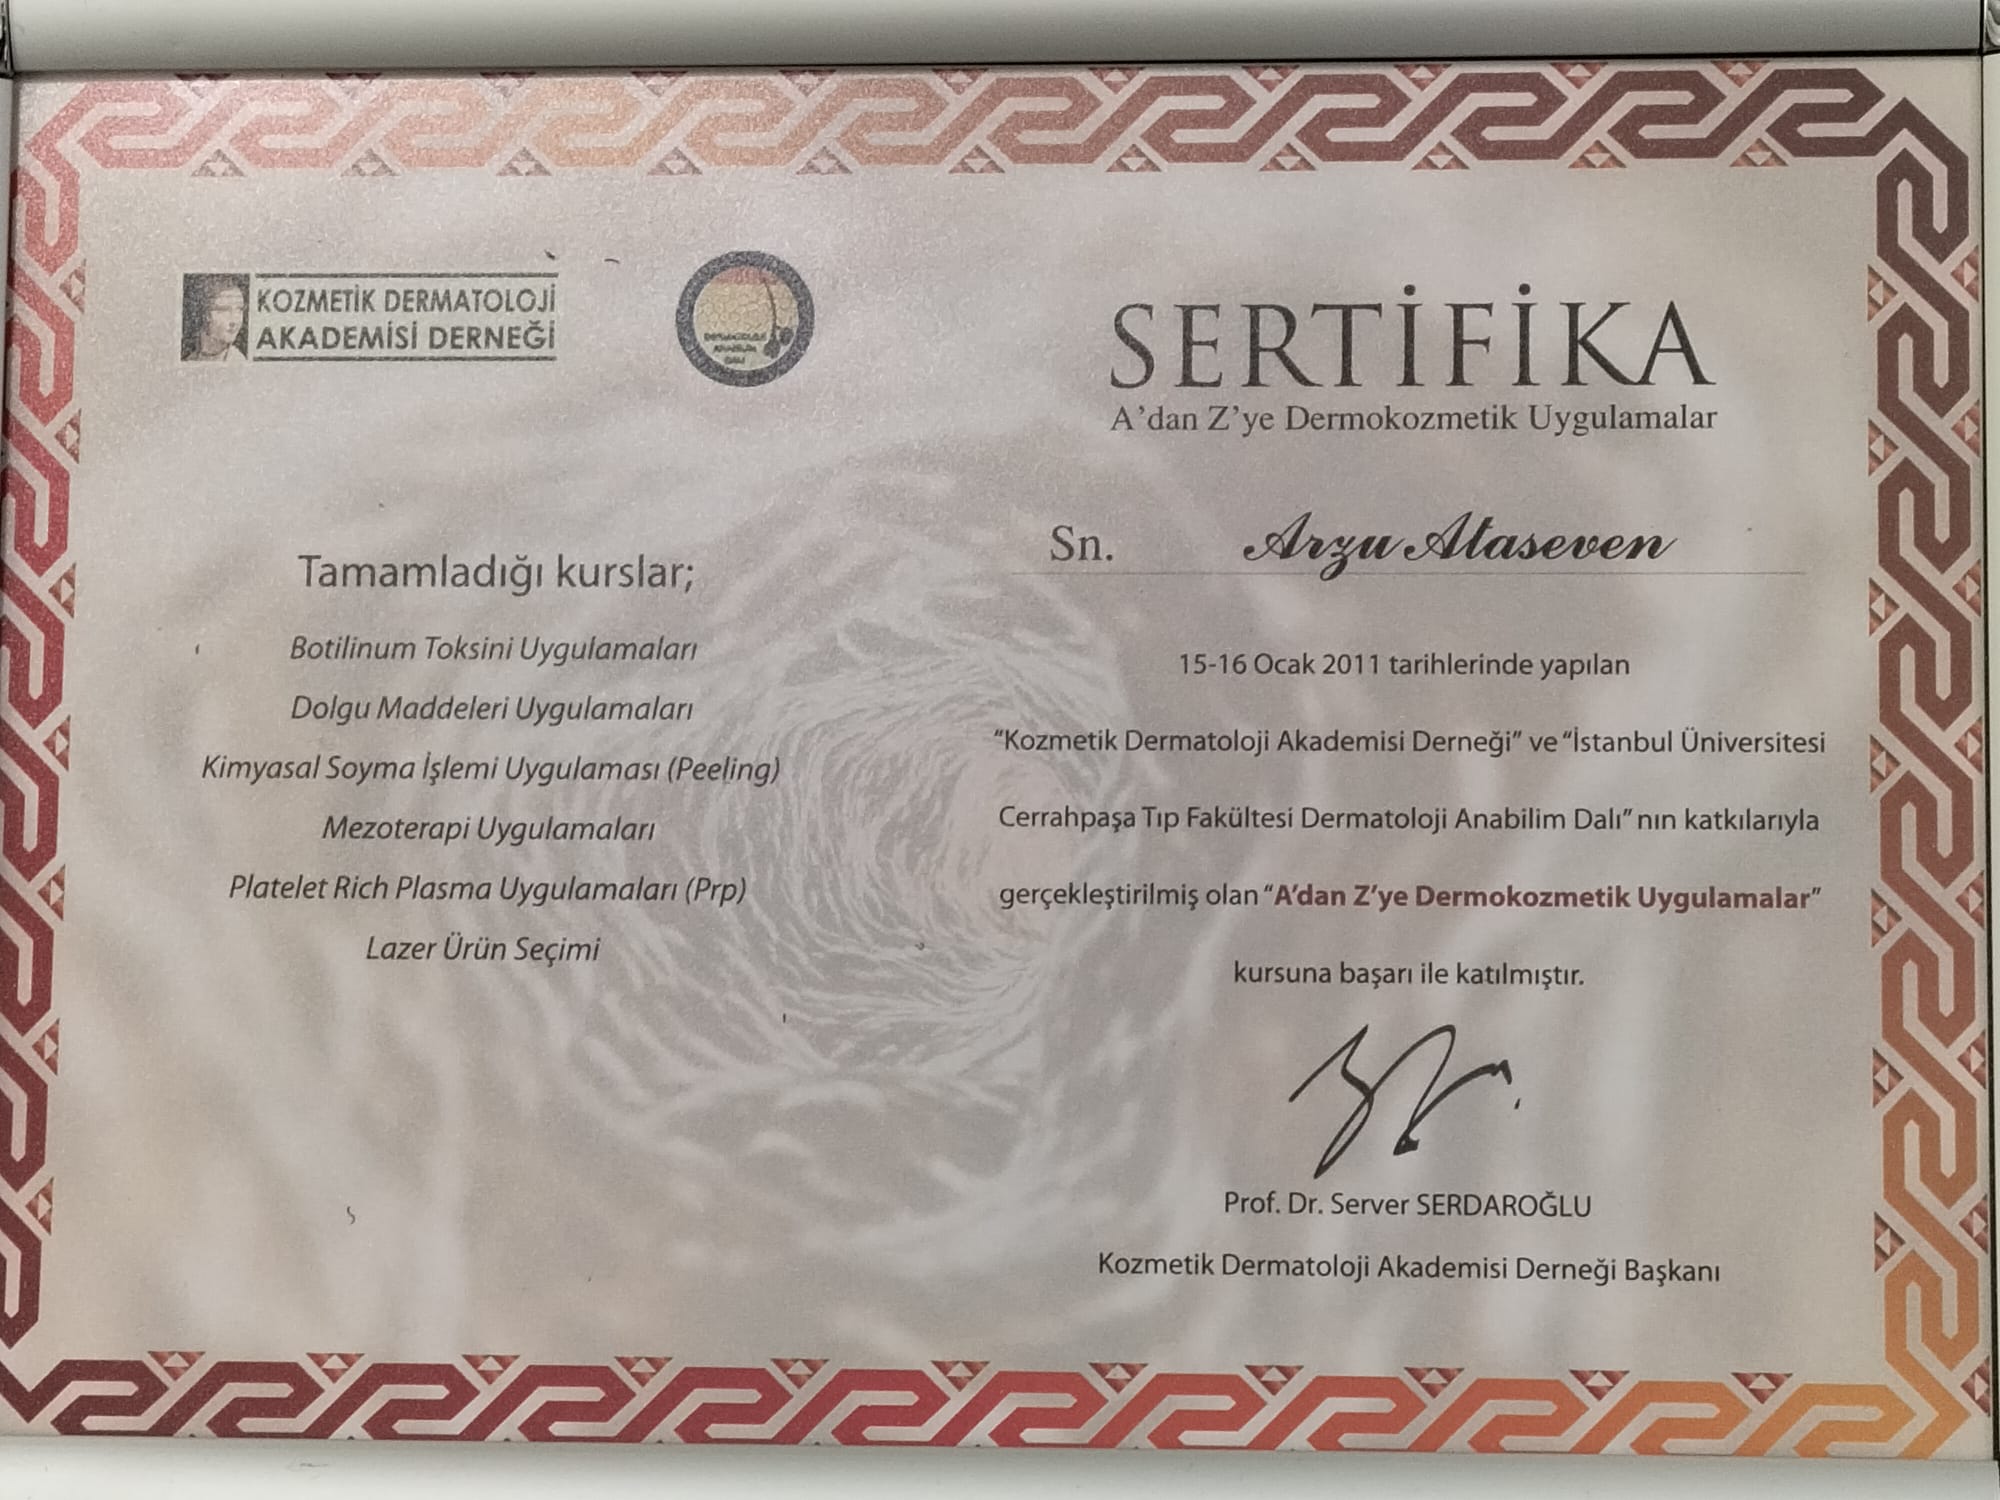 KOZMETİK DERMATOLOJİ
AKADEMİSİ DERNEĞİ
DERMATOLOJİ
ANABİLİM
DALI
SERTİFİKA
A'dan Z'ye Dermokozmetik Uygulamalar
Sn. Arzu Ataseven
Tamamladığı kurslar;
Botilinum Toksini Uygulamaları
Dolgu Maddeleri Uygulamaları
Kimyasal Soyma İşlemi Uygulaması (Peeling)
Mezoterapi Uygulamaları
Platelet Rich Plasma Uygulamaları (Prp)
Lazer Ürün Seçimi
15-16 Ocak 2011 tarihlerinde yapılan
“Kozmetik Dermatoloji Akademisi Derneği” ve “İstanbul Üniversitesi
Cerrahpaşa Tıp Fakültesi Dermatoloji Anabilim Dalı” nın katkılarıyla
gerçekleştirilmiş olan “A'dan Z'ye Dermokozmetik Uygulamalar”
kursuna başarı ile katılmıştır.
Prof. Dr. Server SERDAROĞLU
Kozmetik Dermatoloji Akademisi Derneği Başkanı